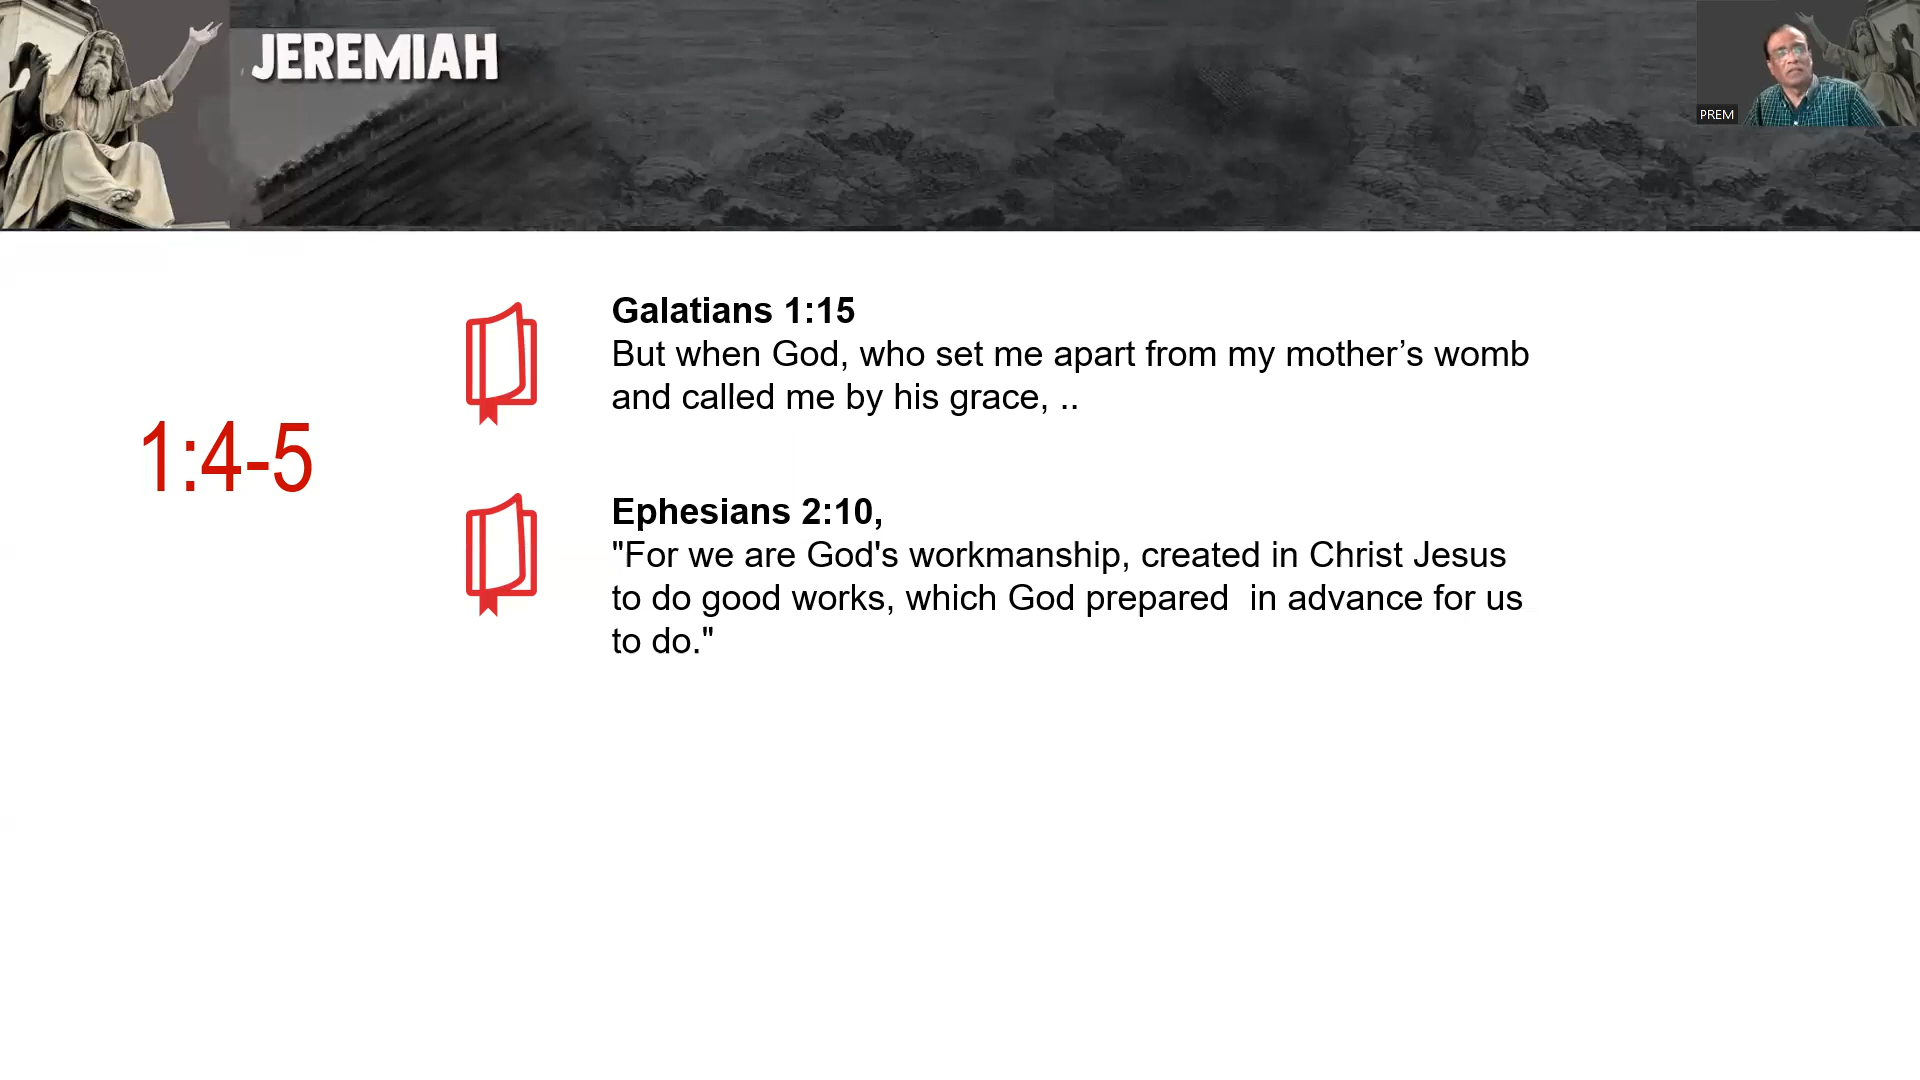 JEREMIAH
PREM
1:4-5
Galatians 1:15
But when God, who set me apart from my mother’s womb
and called me by his grace, ..
Ephesians 2:10,
"For we are God's workmanship, created in Christ Jesus
to do good works, which God prepared  in advance for us
to do."